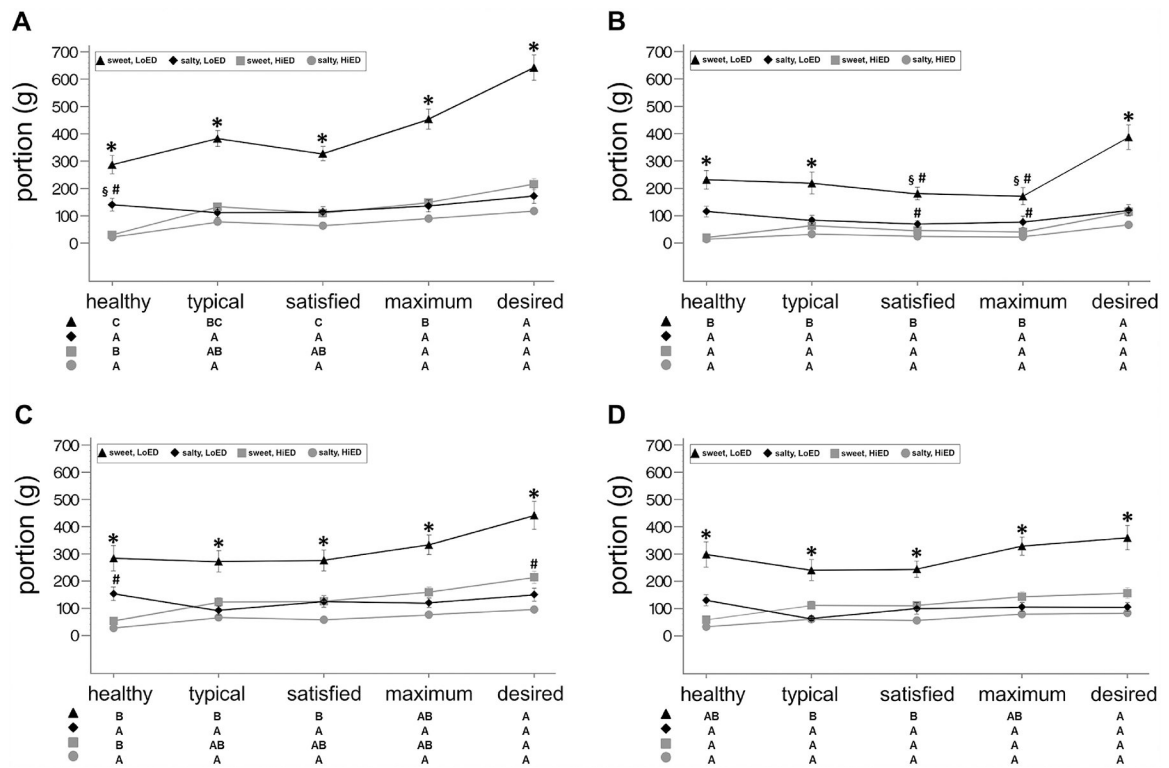 A
700
600
500
400
300
200
100
0
portion (g)
sweet, LoED salty, LoED sweet, HiED salty, HiED
* * * * *
§ #
healthy typical satisfied maximum desired
C BC C B A
A A A A A
B AB AB A A
A A A A A
B
700
600
500
400
300
200
100
0
portion (g)
sweet, LoED salty, LoED sweet, HiED salty, HiED
* * § # § # *
# #
healthy typical satisfied maximum desired
B B B B A
A A A A A
A A A A A
A A A A A
C
700
600
500
400
300
200
100
0
portion (g)
sweet, LoED salty, LoED sweet, HiED salty, HiED
* * * * *
# #
healthy typical satisfied maximum desired
B B B AB A
A A A A A
B AB AB AB A
A A A A A
D
700
600
500
400
300
200
100
0
portion (g)
sweet, LoED salty, LoED sweet, HiED salty, HiED
* * * * *
healthy typical satisfied maximum desired
AB B B AB A
A A A A A
A A A A A
A A A A A